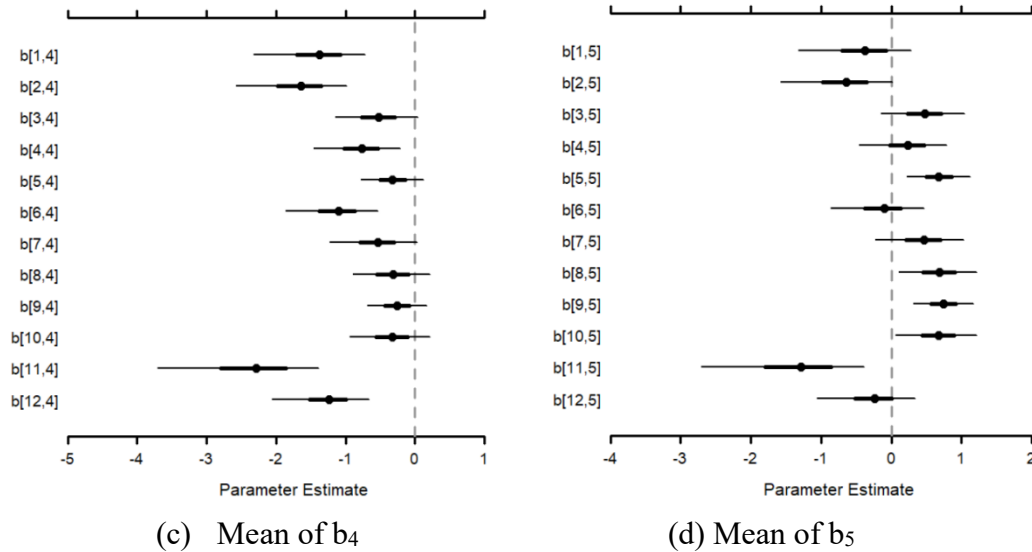 b[1,4]
b[2,4]
b[3,4]
b[4,4]
b[5,4]
b[6,4]
b[7,4]
b[8,4]
b[9,4]
b[10,4]
b[11,4]
b[12,4]
-5 -4 -3 -2 -1 0 1
Parameter Estimate
(c) Mean of b4
b[1,5]
b[2,5]
b[3,5]
b[4,5]
b[5,5]
b[6,5]
b[7,5]
b[8,5]
b[9,5]
b[10,5]
b[11,5]
b[12,5]
-4 -3 -2 -1 0 1 2
Parameter Estimate
(d) Mean of b5